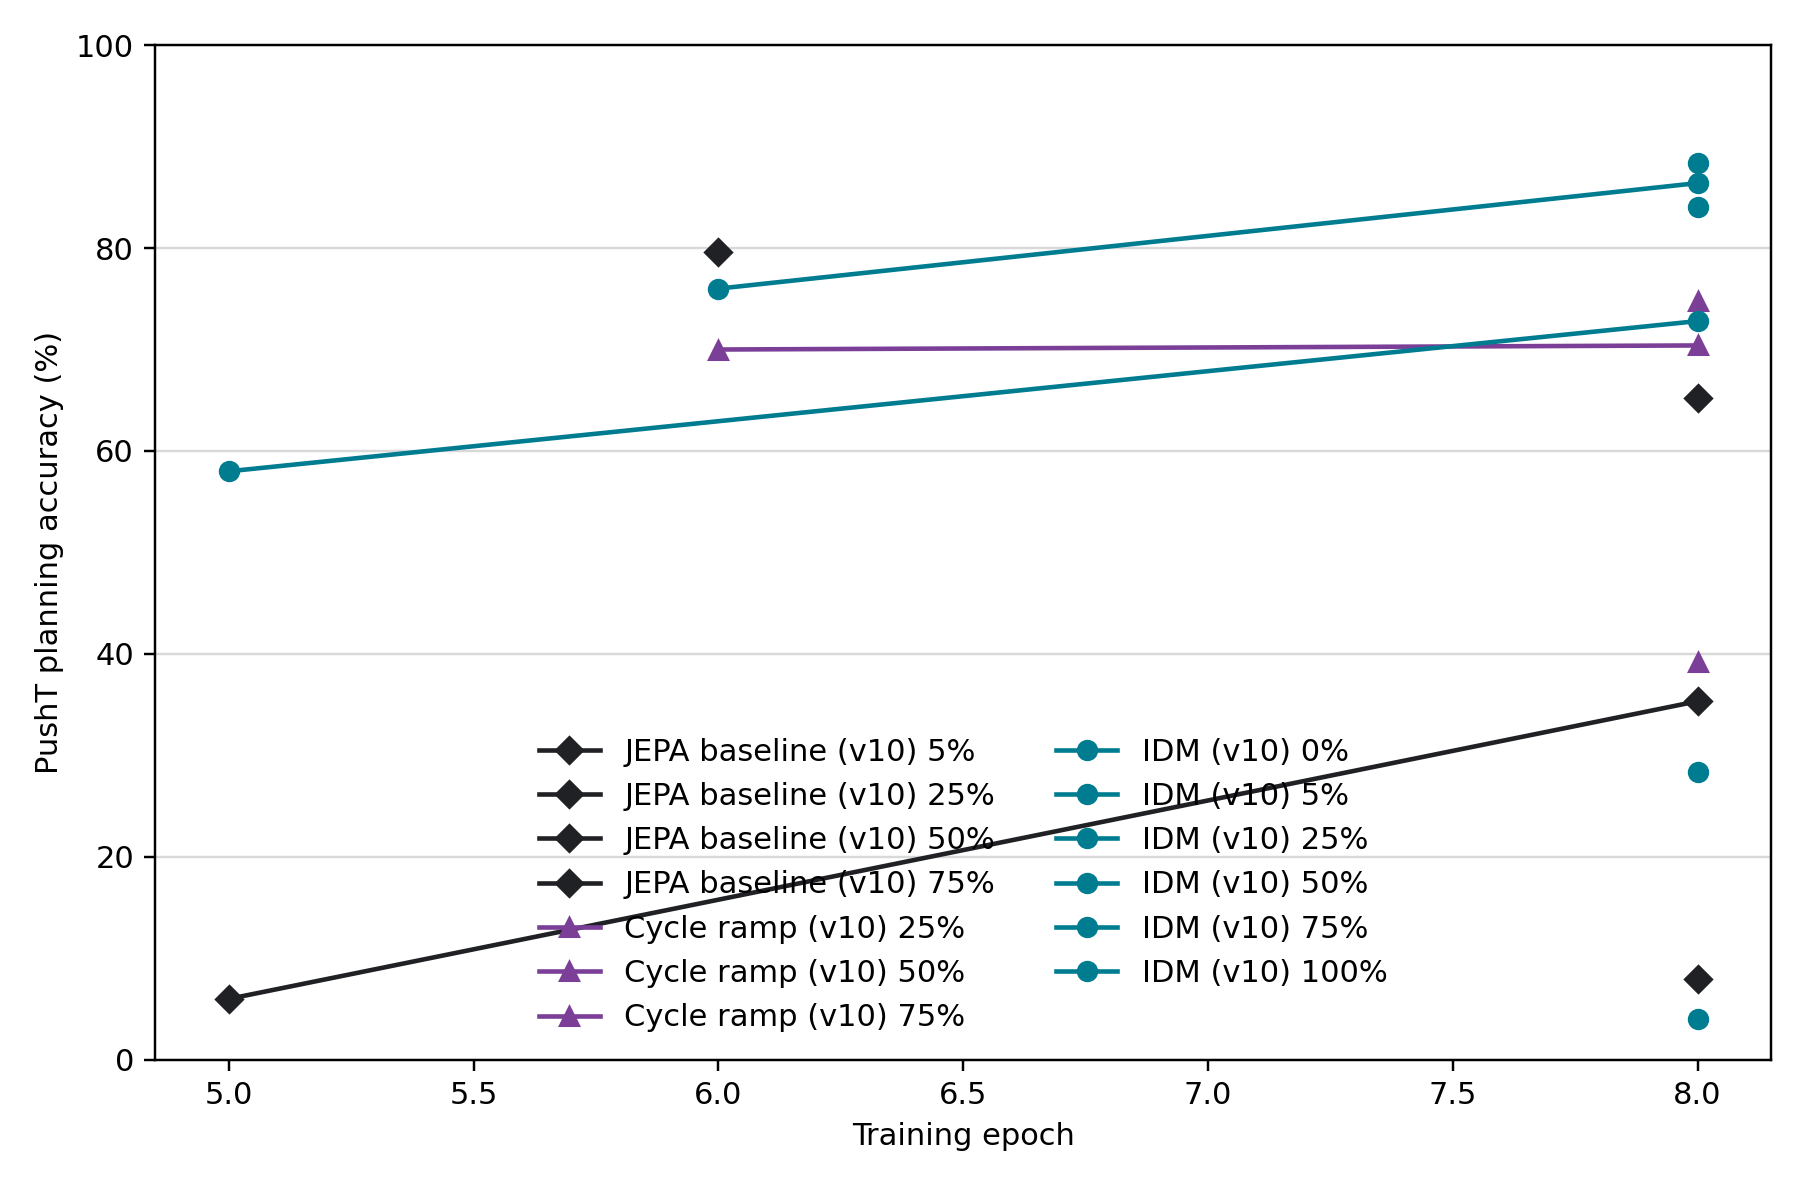 100
80
60
40
20
0
PushT planning accuracy (%)
JEPA baseline (v10) 5%
JEPA baseline (v10) 25%
JEPA baseline (v10) 50%
JEPA baseline (v10) 75%
Cycle ramp (v10) 25%
Cycle ramp (v10) 50%
Cycle ramp (v10) 75%
IDM (v10) 0%
IDM (v10) 5%
IDM (v10) 25%
IDM (v10) 50%
IDM (v10) 75%
IDM (v10) 100%
5.0 5.5 6.0 6.5 7.0 7.5 8.0
Training epoch